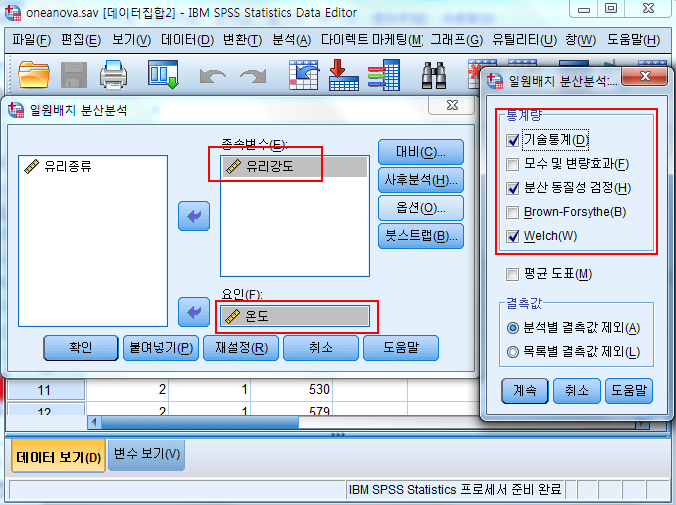 oneanova.sav [데이터집합2] - IBM SPSS Statistics Data Editor
파일(F) 편집(E) 보기(V) 데이터(D) 변환(T) 분석(A) 다이렉트 마케팅(M) 그래프(G) 유틸리티(U) 창(W) 도움말(H)
일원배치 분산분석
유리종류
종속변수(E):
유리강도
요인(F):
온도
대비(C)...
사후분석(H)...
옵션(O)...
붓스트랩(B)...
확인 붙여넣기(P) 재설정(R) 취소 도움말
일원배치 분산분석:...
통계량
기술통계(D)
모수 및 변량효과(F)
분산 동질성 검정(H)
Brown-Forsythe(B)
Welch(W)
평균 도표(M)
결측값
분석별 결측값 제외(A)
목록별 결측값 제외(L)
계속 취소 도움말
11 2 1 530
12 2 1 579
데이터 보기(D) 변수 보기(V)
IBM SPSS Statistics 프로세서 준비 완료